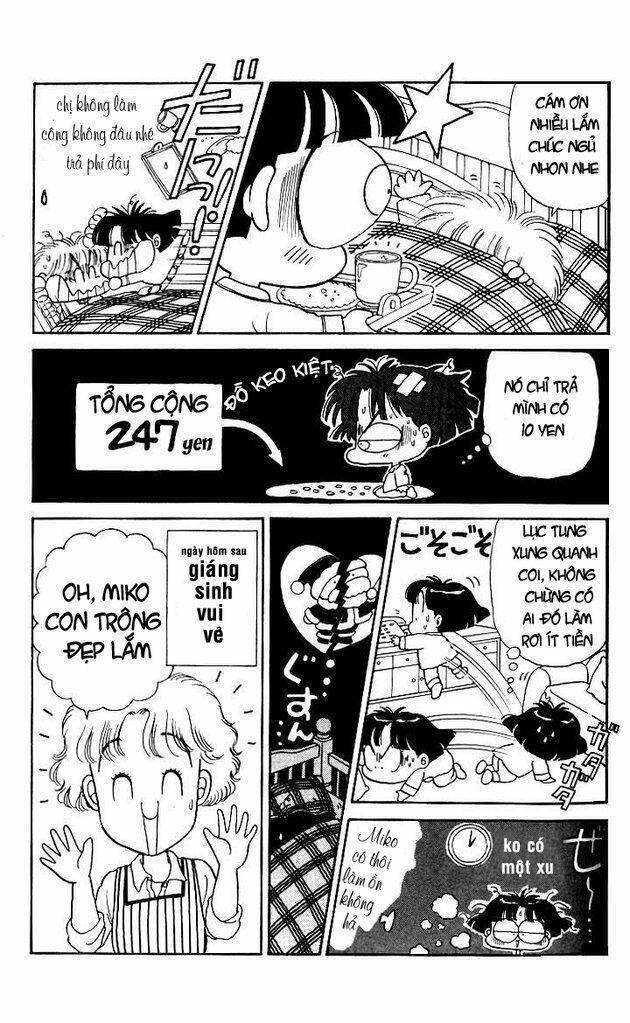 CÁM ƠN
NHIỀU LẮM
CHÚC NGỦ
NHON NHE
ダーッ!!
chị không làm
công không đâu nhé
trả phí đây
NÓ CHỈ TRẢ
MÌNH CÓ
10 YEN
ĐỒ KEO KIỆT
TỔNG CỘNG
247 yen
LỤC TUNG
XUNG QUANH
COI, KHÔNG
CHỪNG CÓ
AI ĐÓ LÀM
RƠI ÍT TIỀN
ごそごそ
ガタガタ
ぐすん
ko có
một xu
Miko
có thôi
làm ồn
không
hả
ngày hôm sau
giáng
sinh
vui
vẻ
OH, MIKO
CON TRÔNG
ĐẸP LẮM